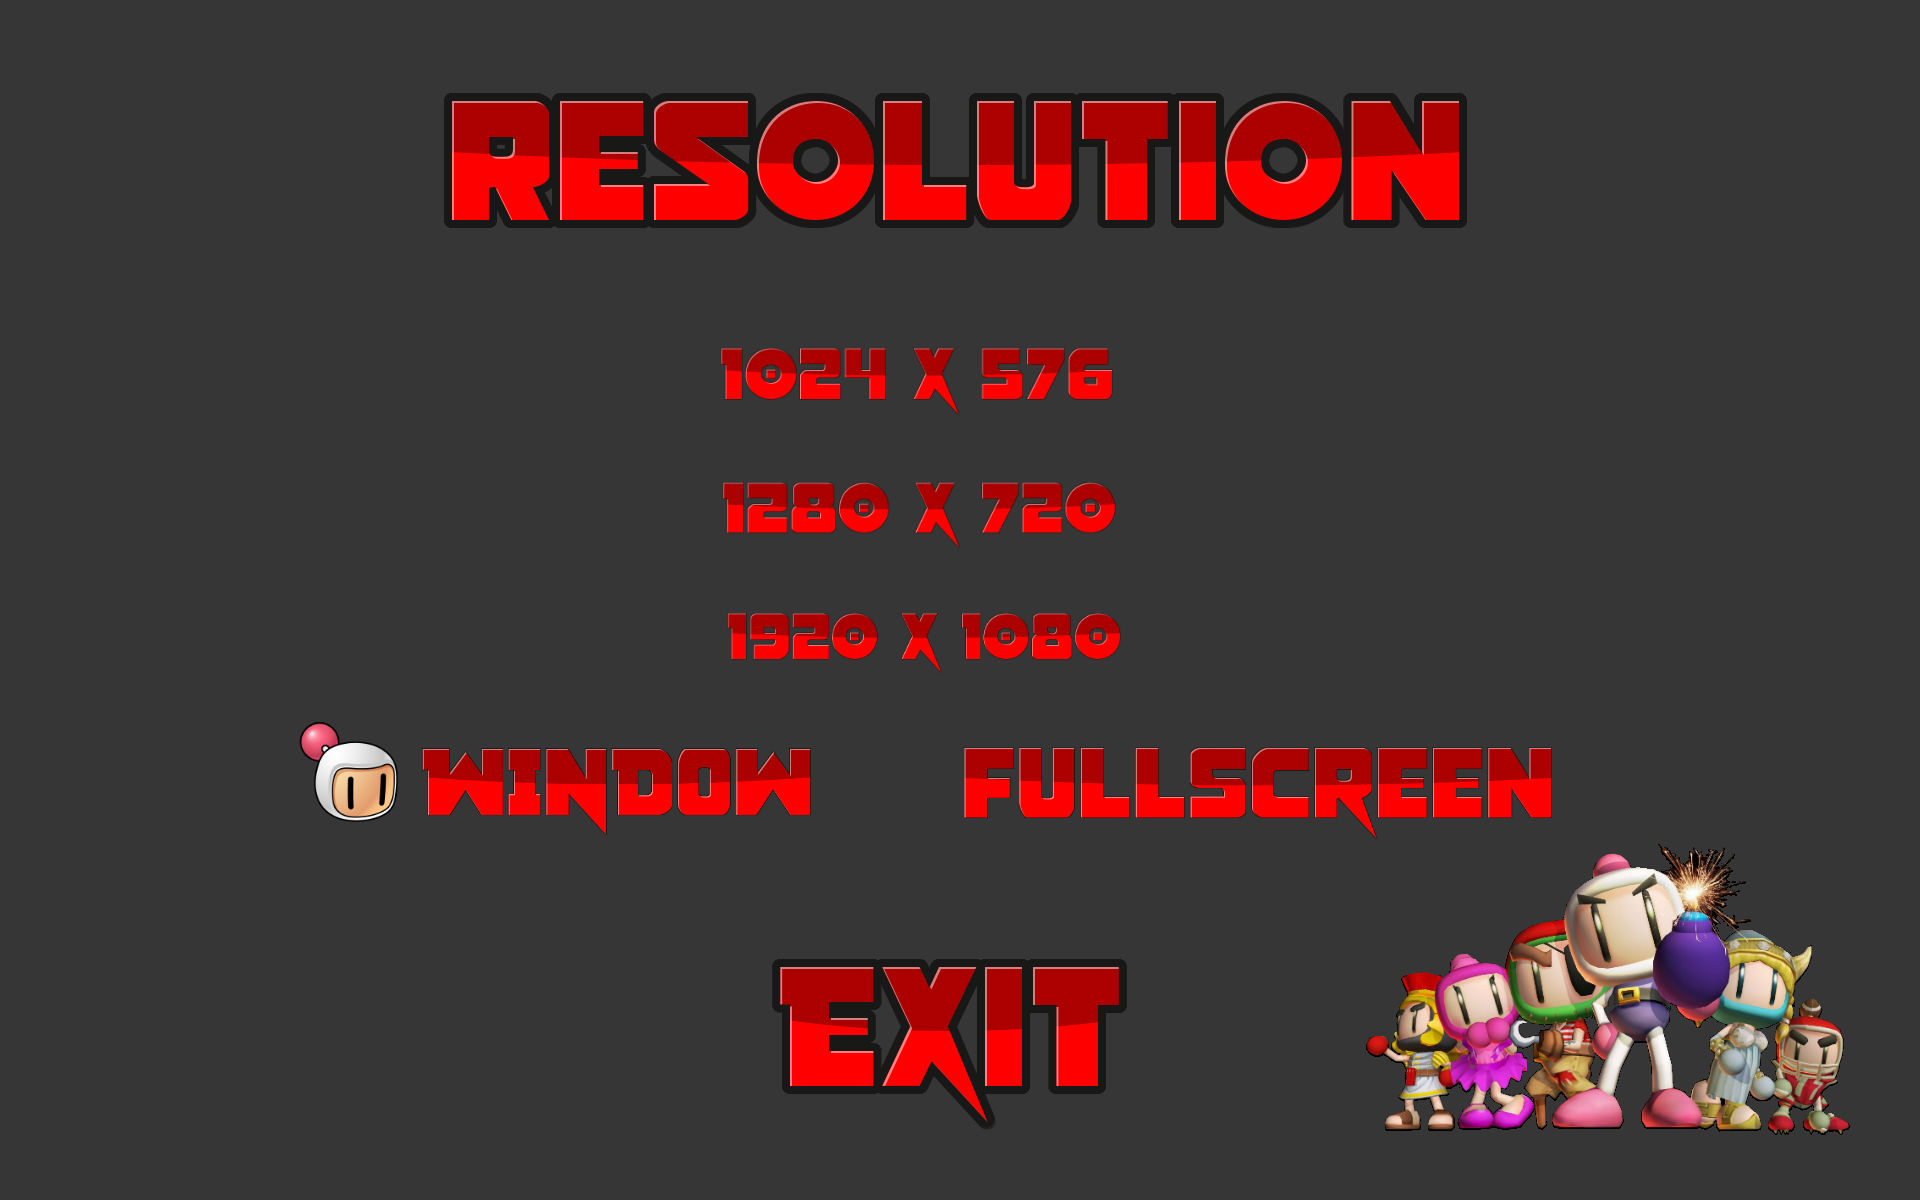 RESOLUTION
1024 X 576
1280 X 720
1920 X 1080
WINDOW FULLSCREEN
EXIT